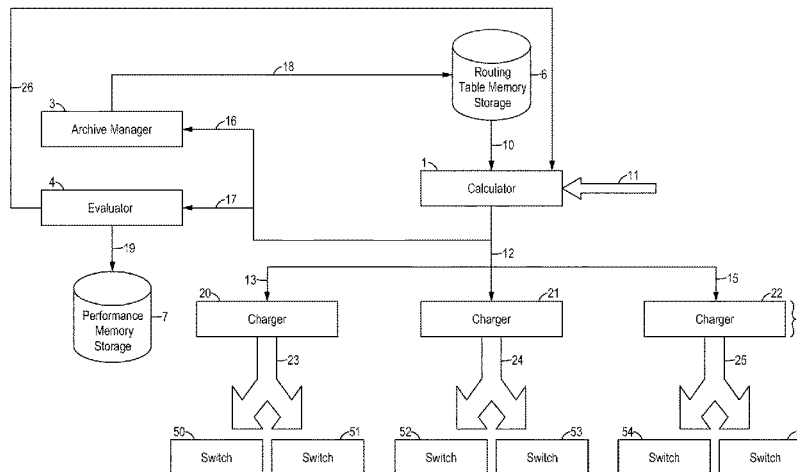 26
18
Routing
Table Memory
Storage
6
3
Archive Manager
16
10
1
Calculator
11
4
Evaluator
17
19
12
13
15
Performance
Memory
Storage
7
20
Charger
21
Charger
22
Charger
23
24
25
50
Switch
51
Switch
52
Switch
53
Switch
54
Switch
Switch